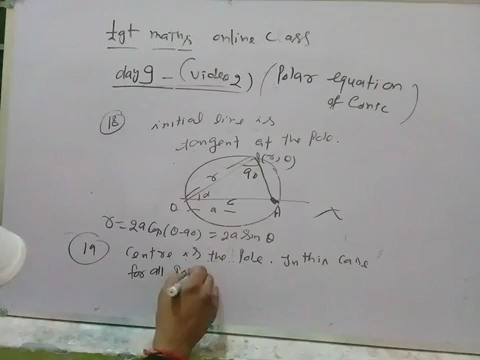 tgt maths online Class
day 9 - (video 2) (Polar equation of Conic)
(18) initial line is
tangent at the Pole.
(r, θ)
r 90
α
O C A
a
r = 2a Cos(θ-90) = 2a Sin θ
(19) Centre is the Pole. In this case
for all